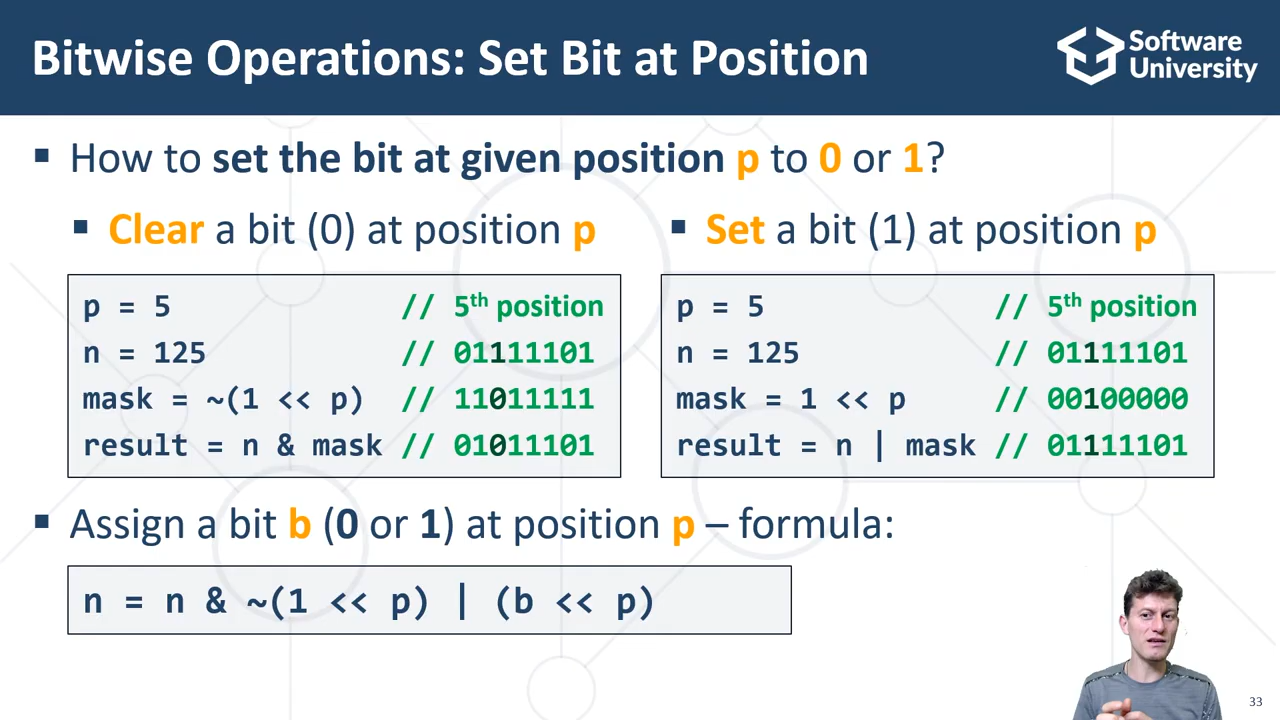 Bitwise Operations: Set Bit at Position
Software
University
▪ How to set the bit at given position p to 0 or 1?
▪ Clear a bit (0) at position p
p = 5 // 5th position
n = 125 // 01111101
mask = ~(1 << p) // 11011111
result = n & mask // 01011101
▪ Set a bit (1) at position p
p = 5 // 5th position
n = 125 // 01111101
mask = 1 << p // 00100000
result = n | mask // 01111101
▪ Assign a bit b (0 or 1) at position p – formula:
n = n & ~(1 << p) | (b << p)
33